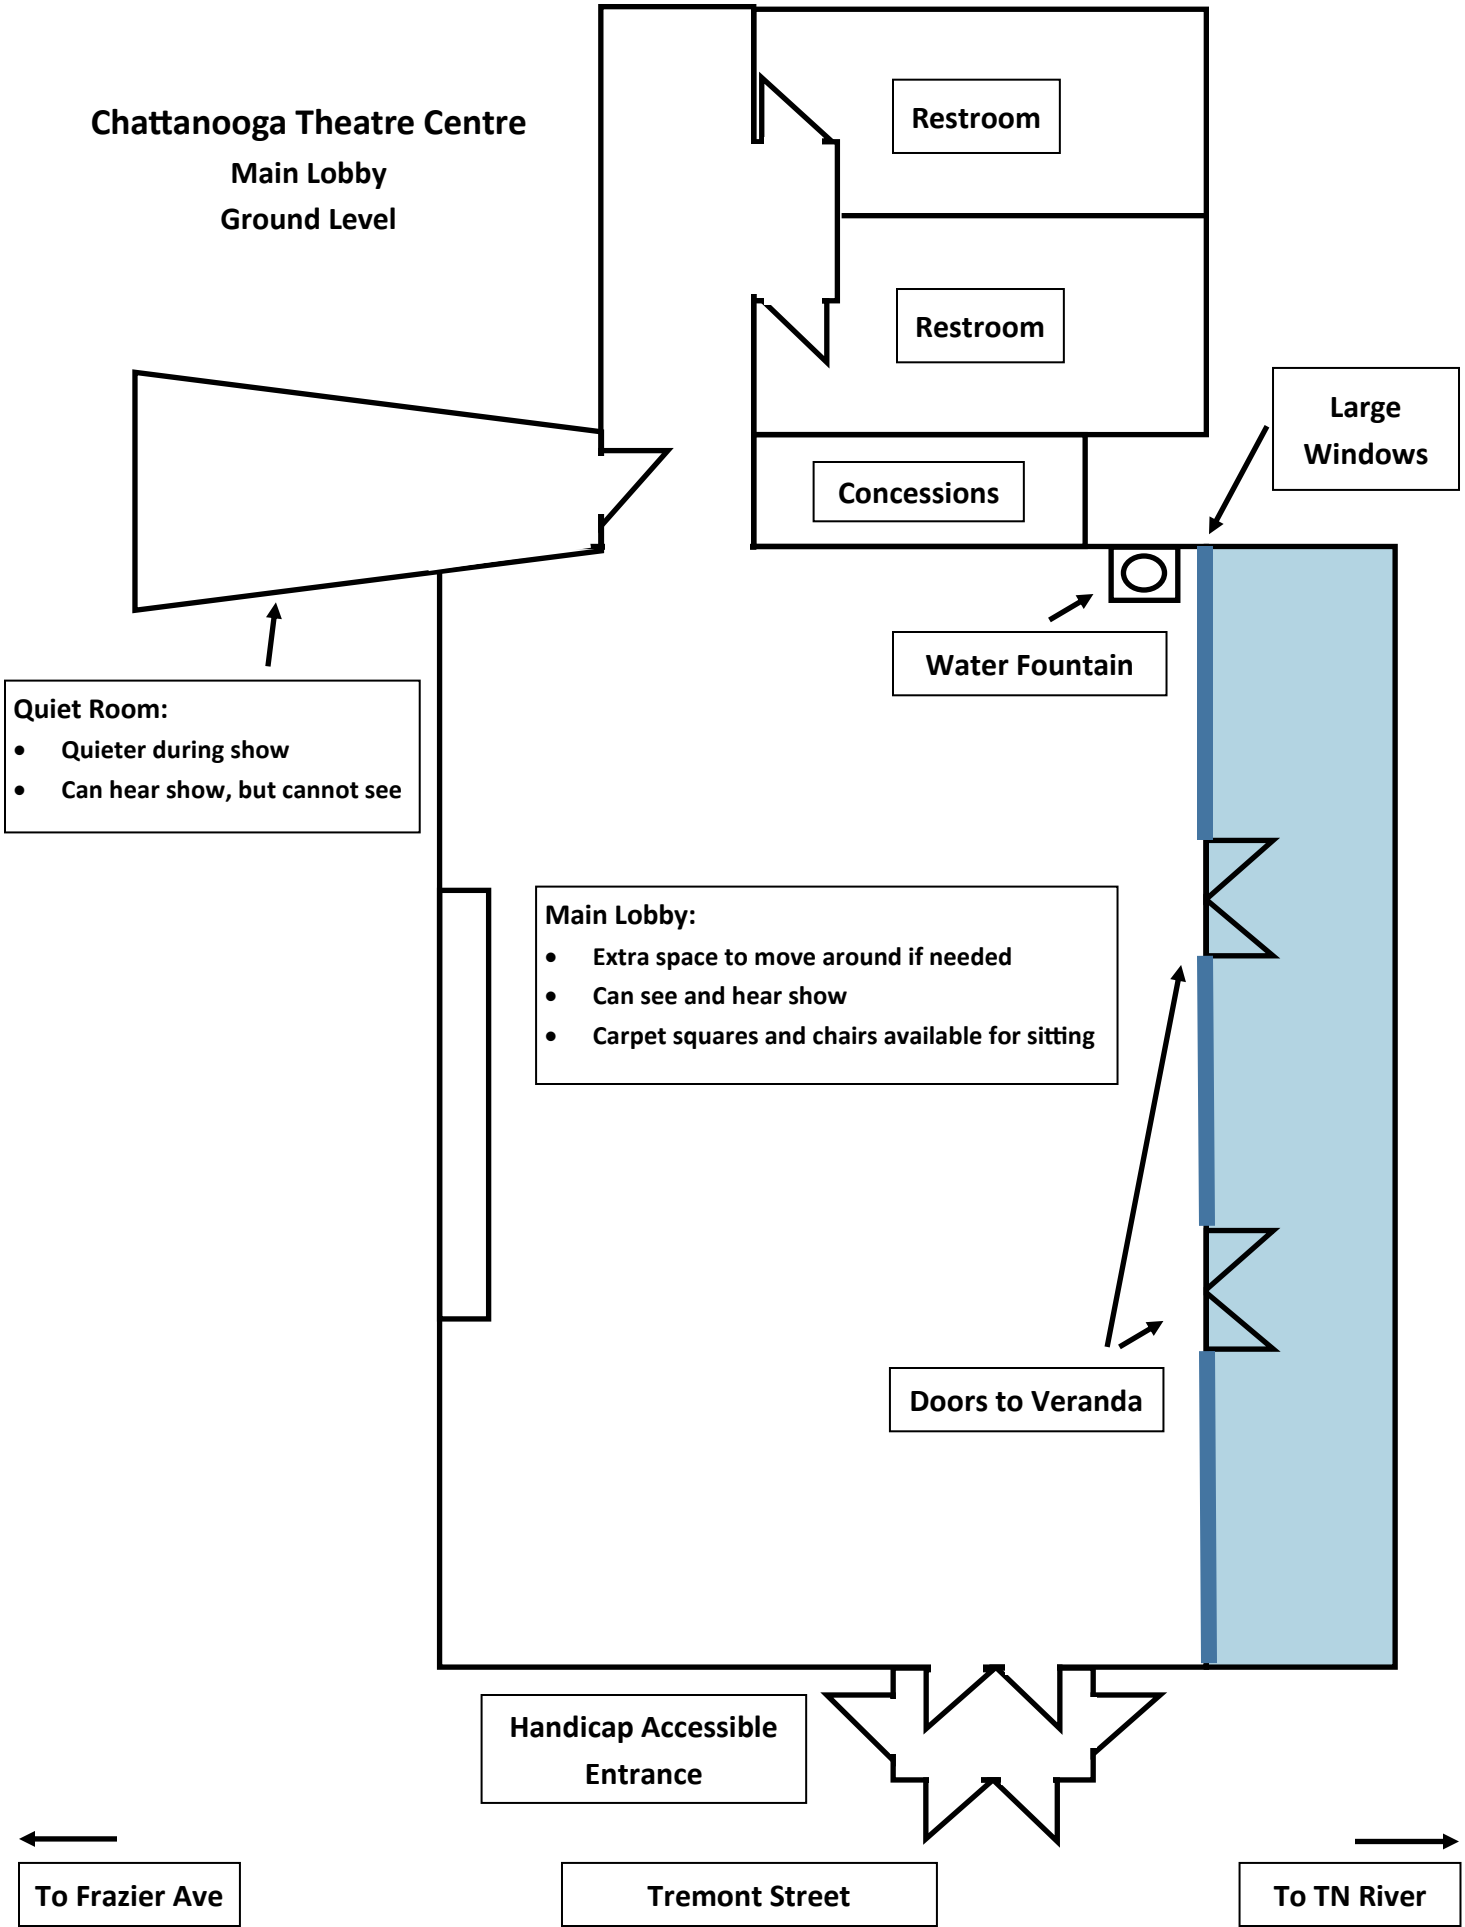 Chattanooga Theatre Centre
Main Lobby
Ground Level
Restroom
Restroom
Large
Windows
Concessions
Water Fountain
Quiet Room:
• Quieter during show
• Can hear show, but cannot see
Main Lobby:
• Extra space to move around if needed
• Can see and hear show
• Carpet squares and chairs available for sitting
Doors to Veranda
Handicap Accessible
Entrance
To Frazier Ave
Tremont Street
To TN River